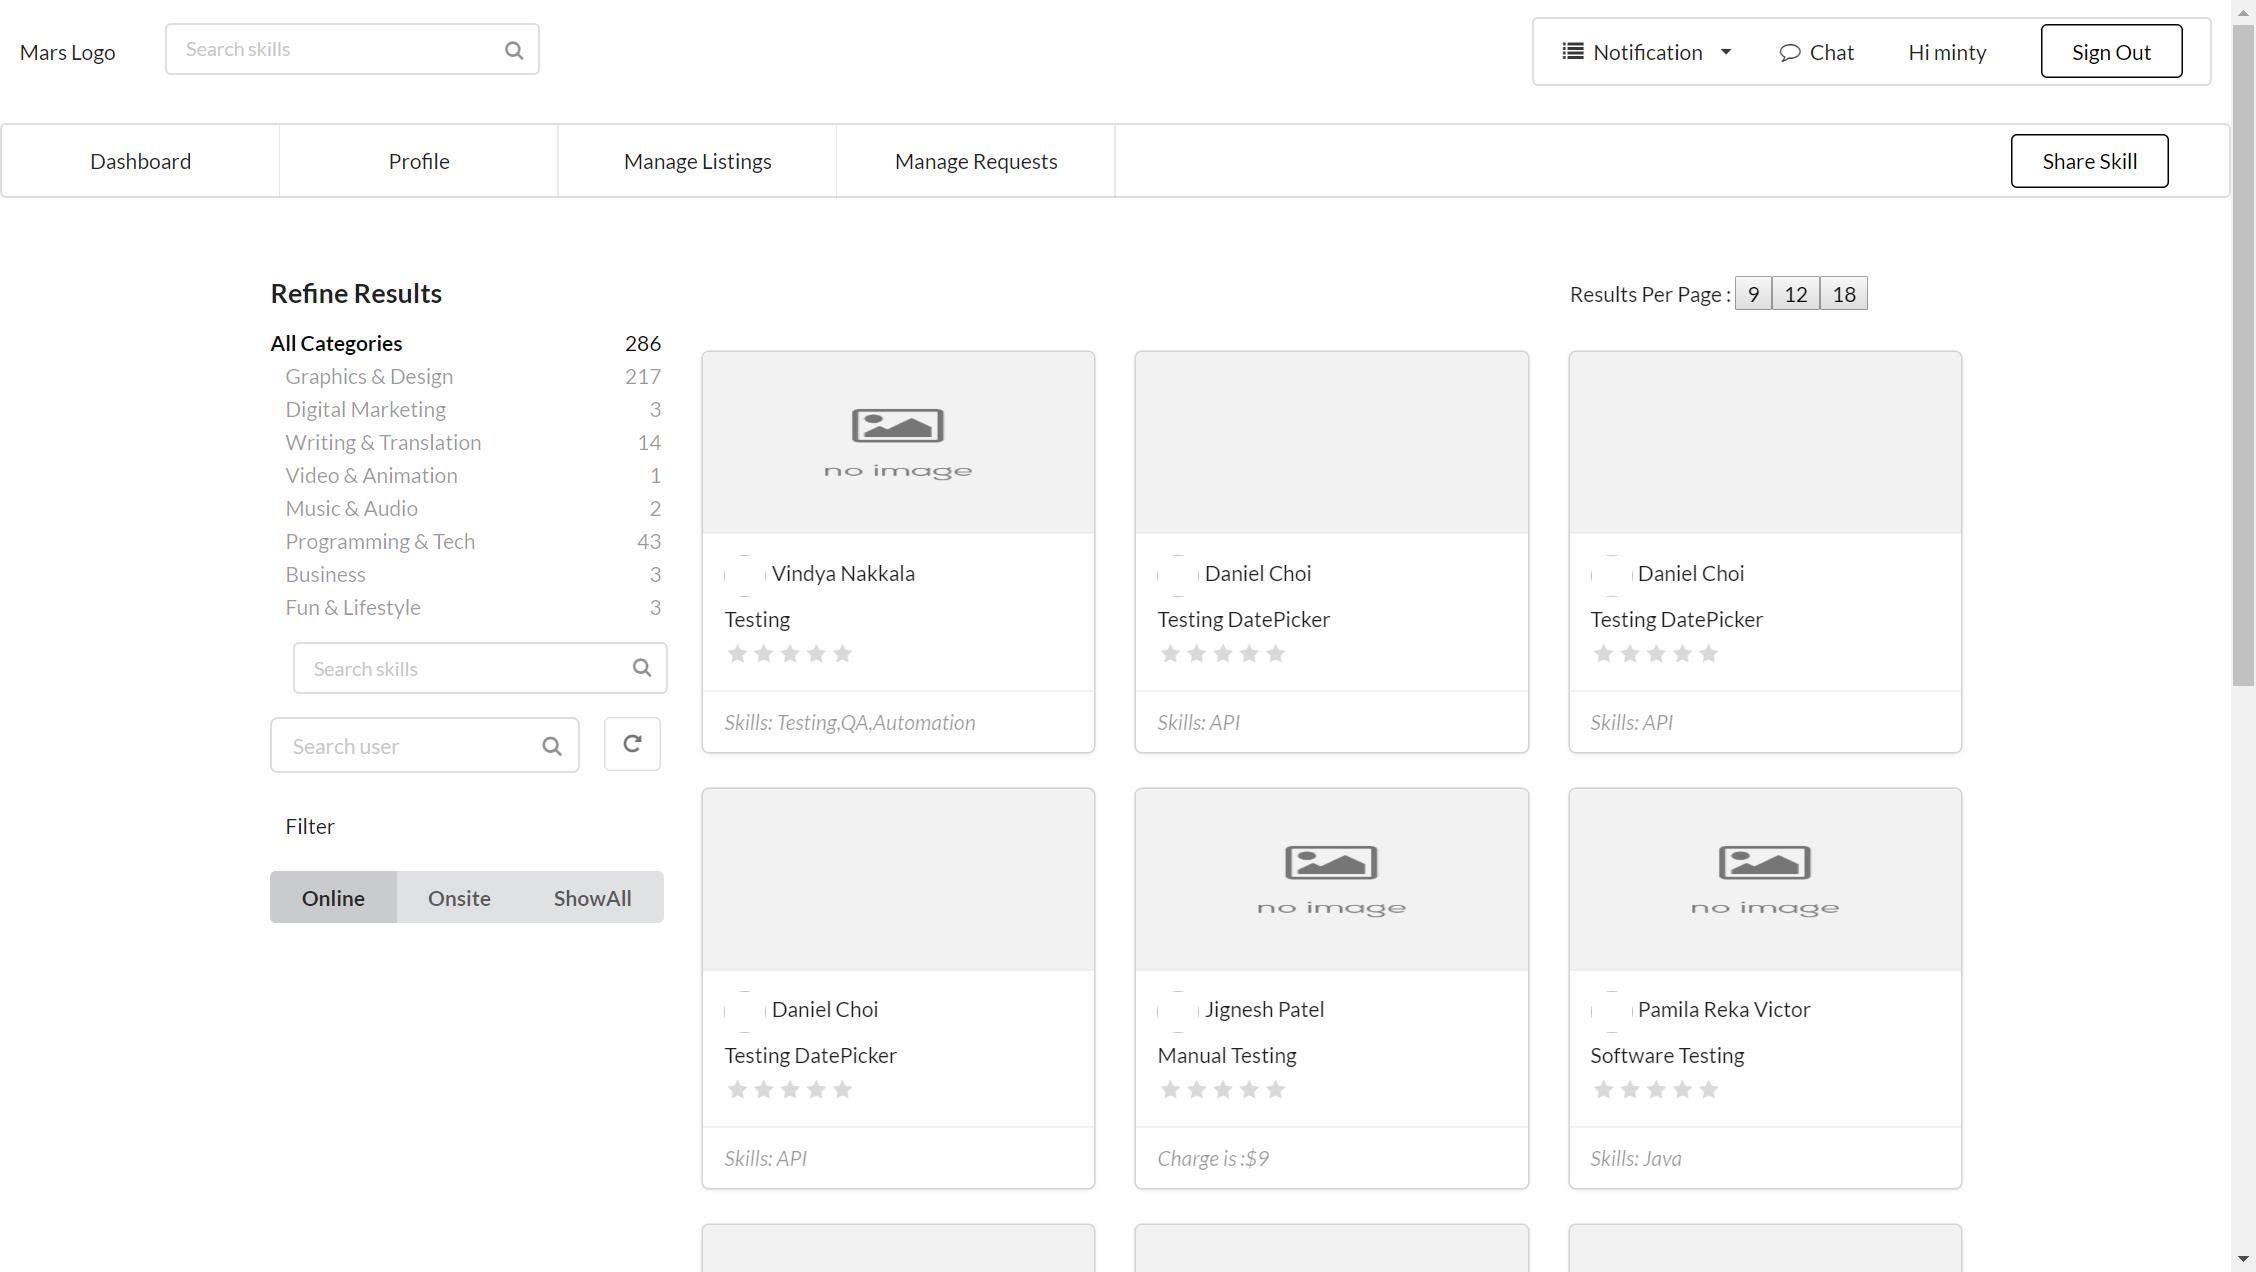 Mars Logo
Search skills
Notification
Chat
Hi minty
Sign Out
Dashboard
Profile
Manage Listings
Manage Requests
Share Skill
Refine Results
Results Per Page : 9 12 18
All Categories 286
Graphics & Design 217
Digital Marketing 3
Writing & Translation 14
Video & Animation 1
Music & Audio 2
Programming & Tech 43
Business 3
Fun & Lifestyle 3
Search skills
Search user
Filter
Online
Onsite
ShowAll
no image
Vindya Nakkala
Testing
Skills: Testing,QA,Automation
Daniel Choi
Testing DatePicker
Skills: API
Daniel Choi
Testing DatePicker
Skills: API
Daniel Choi
Testing DatePicker
Skills: API
no image
Jignesh Patel
Manual Testing
Charge is :$9
no image
Pamila Reka Victor
Software Testing
Skills: Java